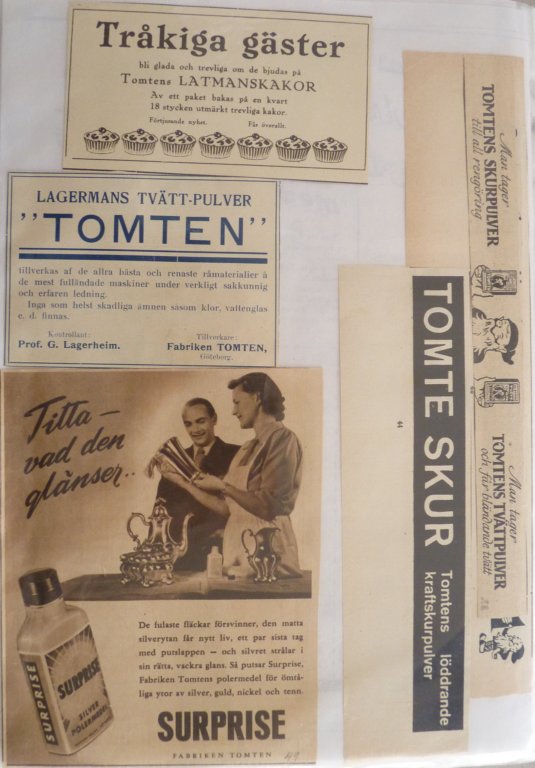 Tråkiga gäster
bli glada och trevliga om de bjudas på
Tomtens LATMANSKAKOR
Av ett paket bakas på en kvart
18 stycken utmärkt trevliga kakor.
Förtjusande nyhet. Fås överallt.
LAGERMANS TVÄTT-PULVER
"TOMTEN"
tillverkas af de allra bästa och renaste råmaterialier å
de mest fulländade maskiner under verkligt sakkunnig
och erfaren ledning.
Inga som helst skadliga ämnen såsom klor, vattenglas
e. d. finnas.
Kontrollant:
Prof. G. Lagerheim.
Tillverkare:
Fabriken TOMTEN,
Göteborg.
Titta –
vad den
glänser..
De fulaste fläckar försvinner, den matta
silverytan får nytt liv, ett par sista tag
med putslappen – och silvret strålar i
sin rätta, vackra glans. Så putsar Surprise,
Fabriken Tomtens polermedel för ömtå-
liga ytor av silver, guld, nickel och tenn.
SURPRISE
FABRIKEN TOMTEN
49
SURPRISE
SURPRISE
SILVER
POLERMEDEL
TOMTE SKUR
Tomtens löddrande
kraftskurpulver
44
Man tager
TOMTENS SKURPULVER
till all rengöring
Man tager
TOMTENS TVÄTTPULVER
och får bländande tvätt